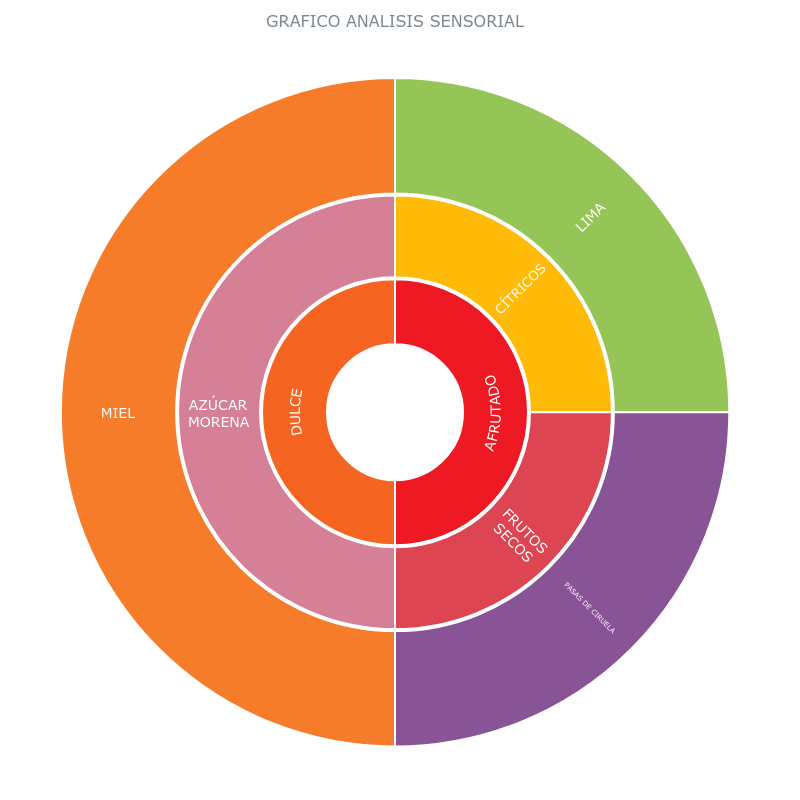 GRAFICO ANALISIS SENSORIAL
LIMA
CÍTRICOS
AFRUTADO
DULCE
AZÚCAR
MORENA
MIEL
FRUTOS
SECOS
PASAS DE CIRUELA